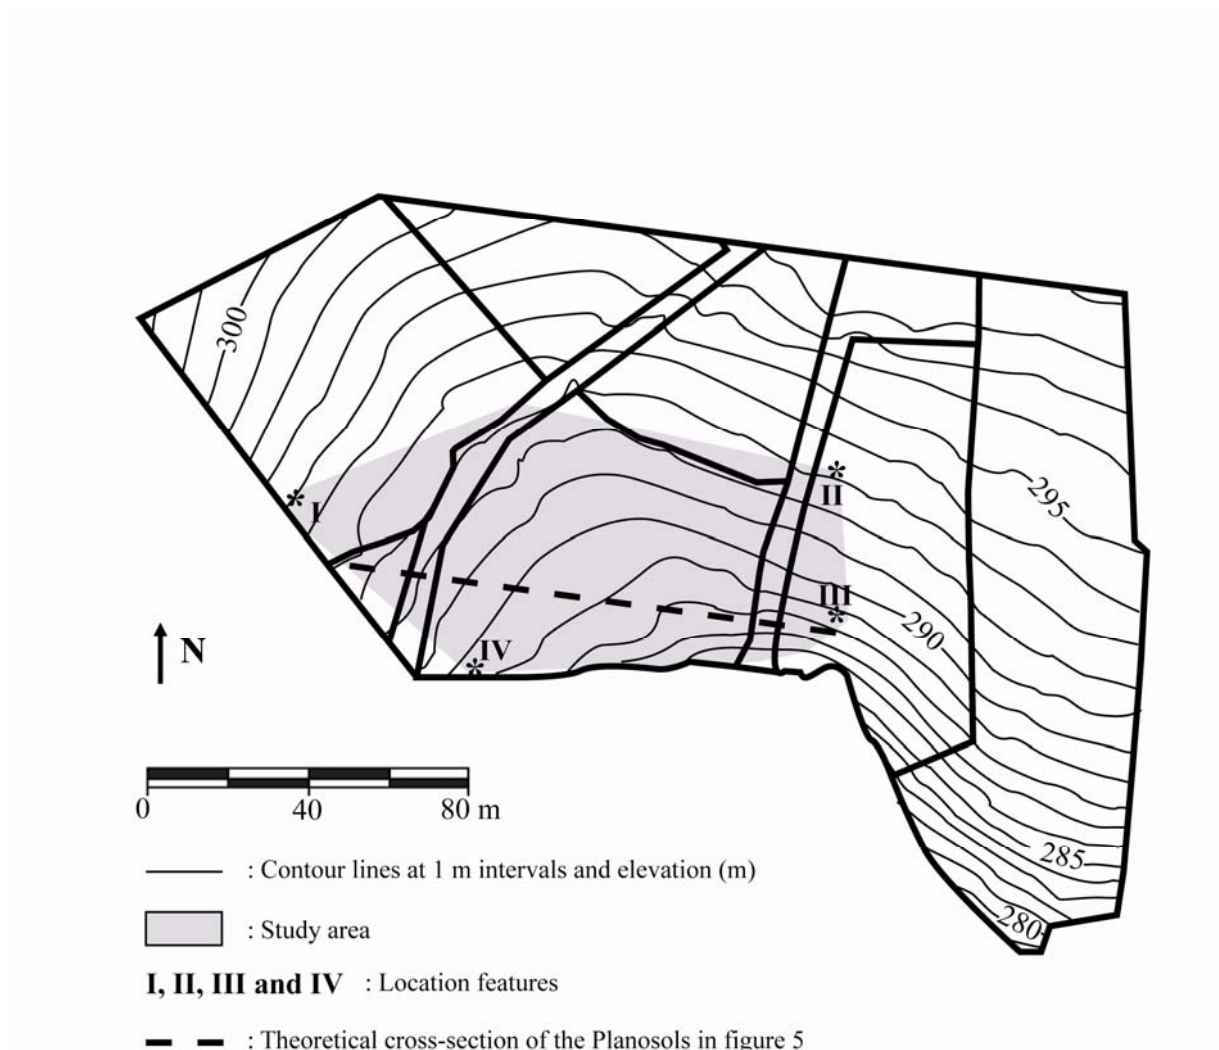 300
295
I
II
III
290
IV
N
0 40 80 m
: Contour lines at 1 m intervals and elevation (m)
285
: Study area
280
I, II, III and IV : Location features
: Theoretical cross-section of the Planosols in figure 5